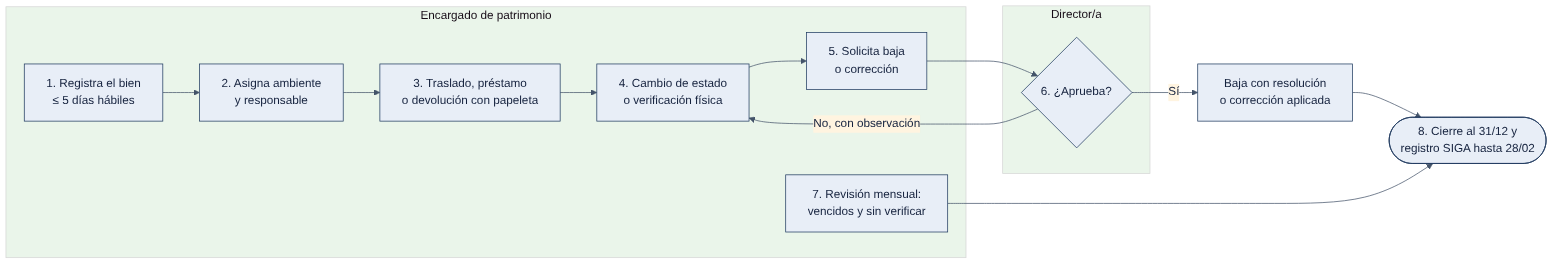 Encargado de patrimonio
1. Registra el bien
≤ 5 días hábiles
2. Asigna ambiente
y responsable
3. Traslado, préstamo
o devolución con papeleta
4. Cambio de estado
o verificación física
5. Solicita baja
o corrección
No, con observación
7. Revisión mensual:
vencidos y sin verificar
Director/a
6. ¿Aprueba?
Sí
Baja con resolución
o corrección aplicada
8. Cierre al 31/12 y
registro SIGA hasta 28/02